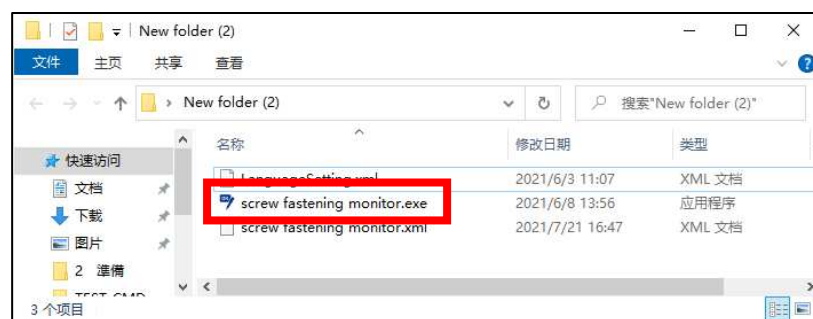 New folder (2)
文件 主页 共享 查看
New folder (2) 搜索"New folder (2)"
名称 修改日期 类型
快速访问
LanguageSetting.xml 2021/6/3 11:07 XML 文档
文档
screw fastening monitor.exe 2021/6/8 13:56 应用程序
下载
screw fastening monitor.xml 2021/7/21 16:47 XML 文档
图片
2 準備
TEST CMD
3 个项目